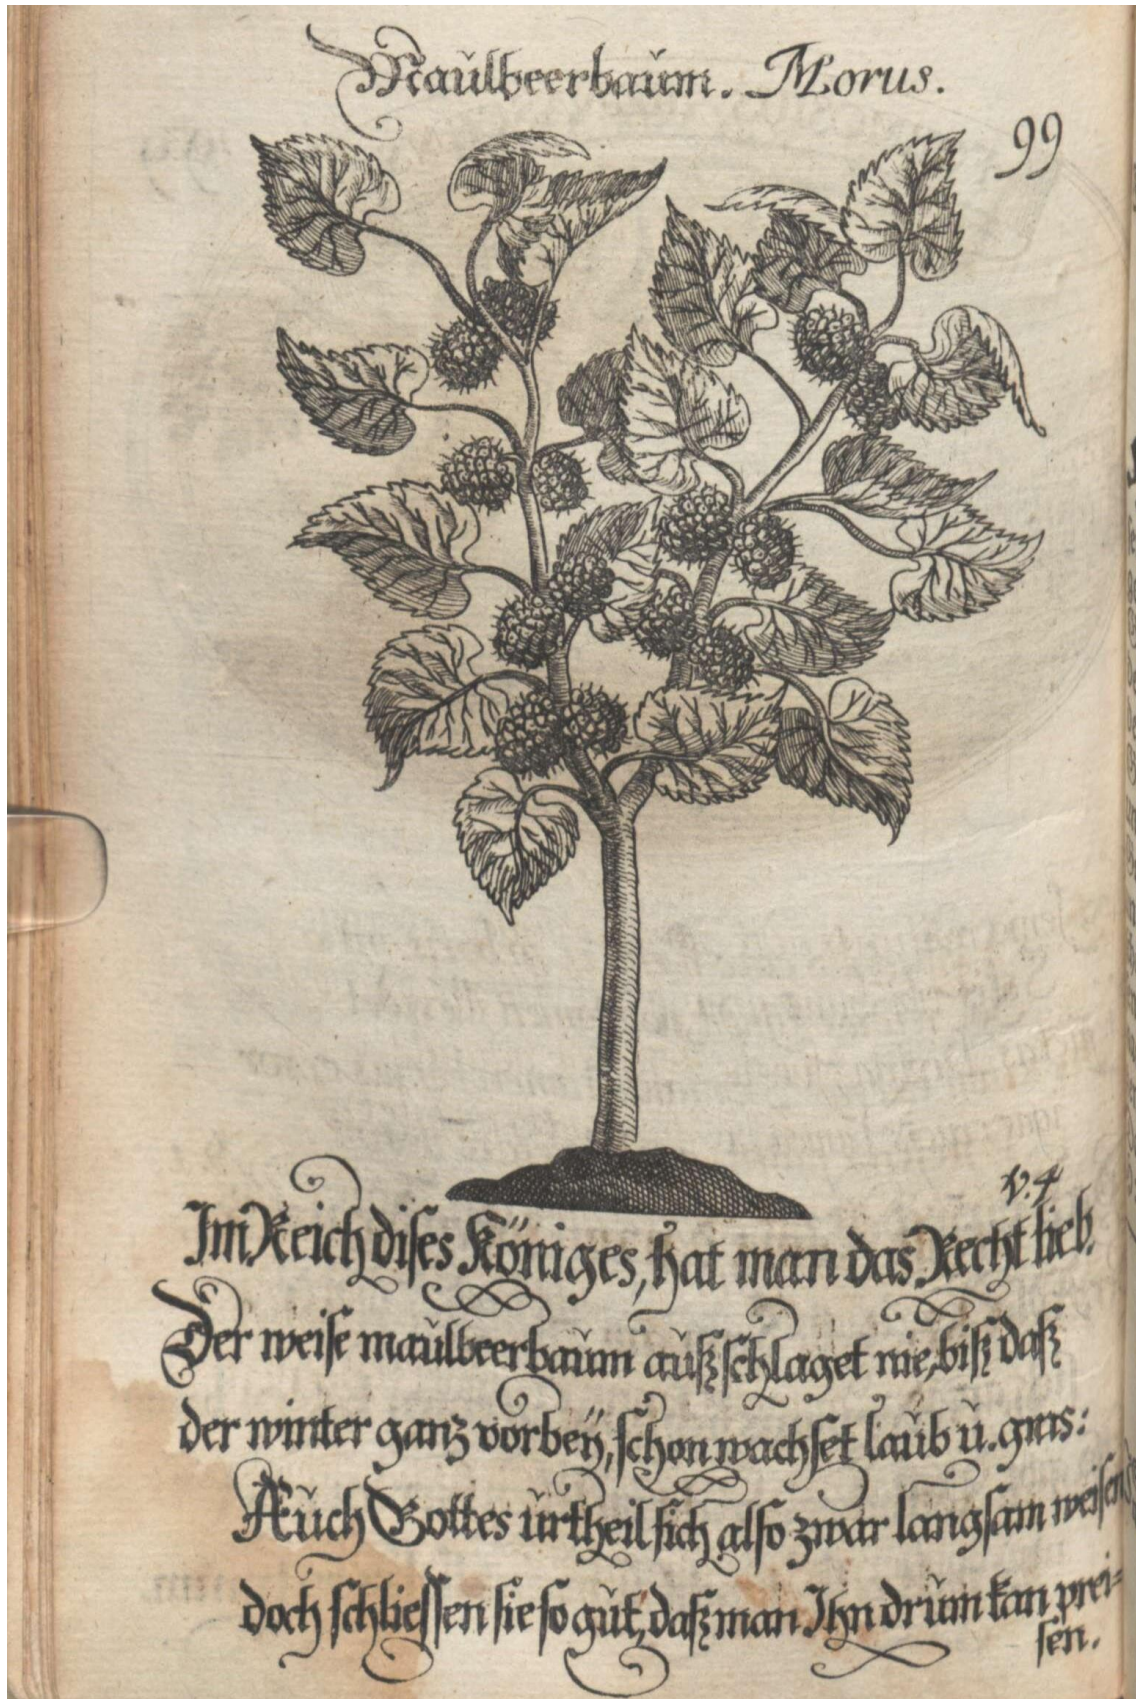 Maulbeerbaum. Morus.
99
v. 4
Im Reich dises Königes, hat man das Recht lieb.
Der weise maulbeerbaum außschlaget nie, biß daß
der winter ganz vorbey, schon wachset laub u. gras:
Auch Gottes urtheil sich also zwar langsam weisen
doch schliessen sie so gut, daß man Ihn drum kan prei=
sen.